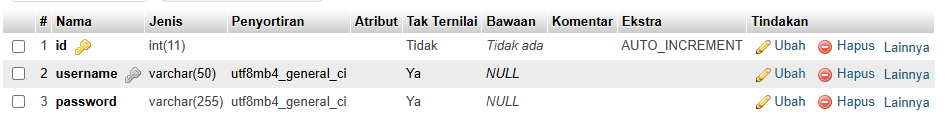 # Nama Jenis Penyortiran Atribut Tak Ternilai Bawaan Komentar Ekstra Tindakan
1 id int(11) Tidak Tidak ada AUTO_INCREMENT Ubah Hapus Lainnya
2 username varchar(50) utf8mb4_general_ci Ya NULL Ubah Hapus Lainnya
3 password varchar(255) utf8mb4_general_ci Ya NULL Ubah Hapus Lainnya